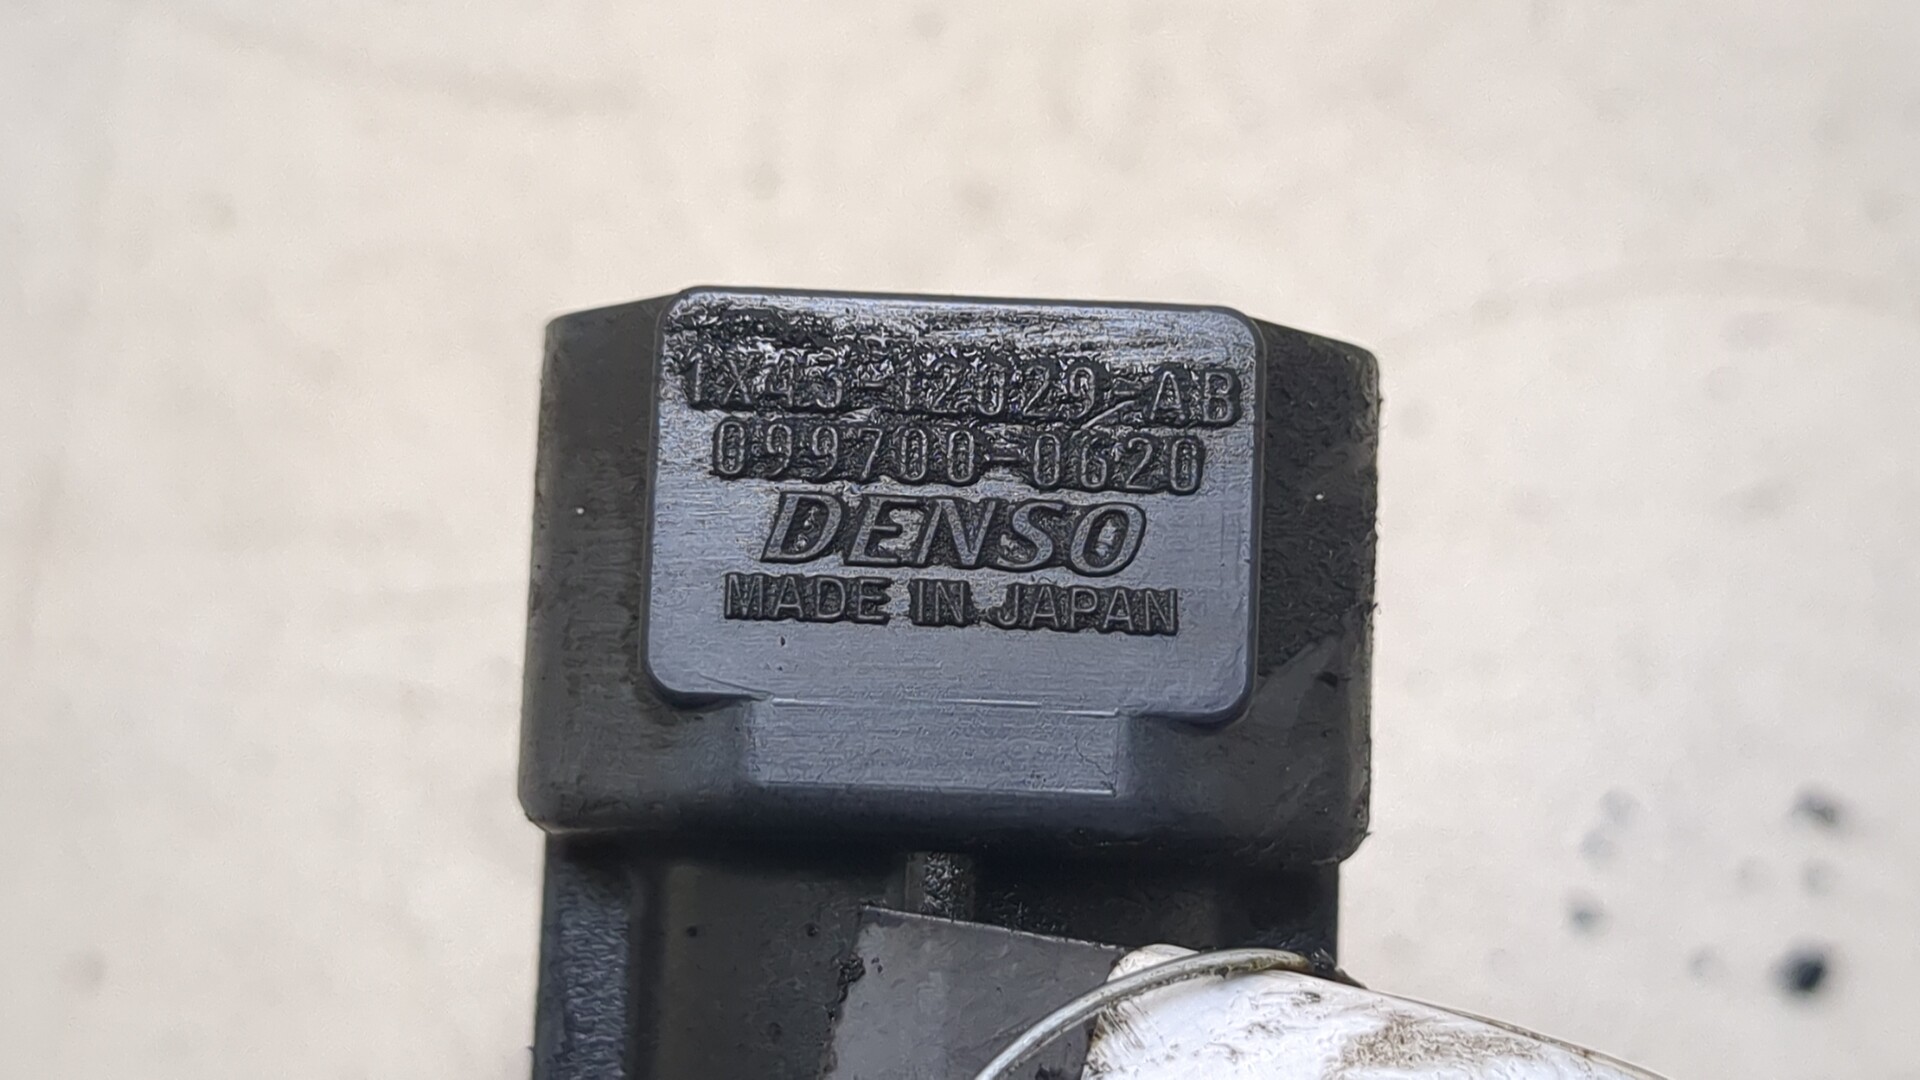 1X43-12029-AB
099700-0620
DENSO
MADE IN JAPAN